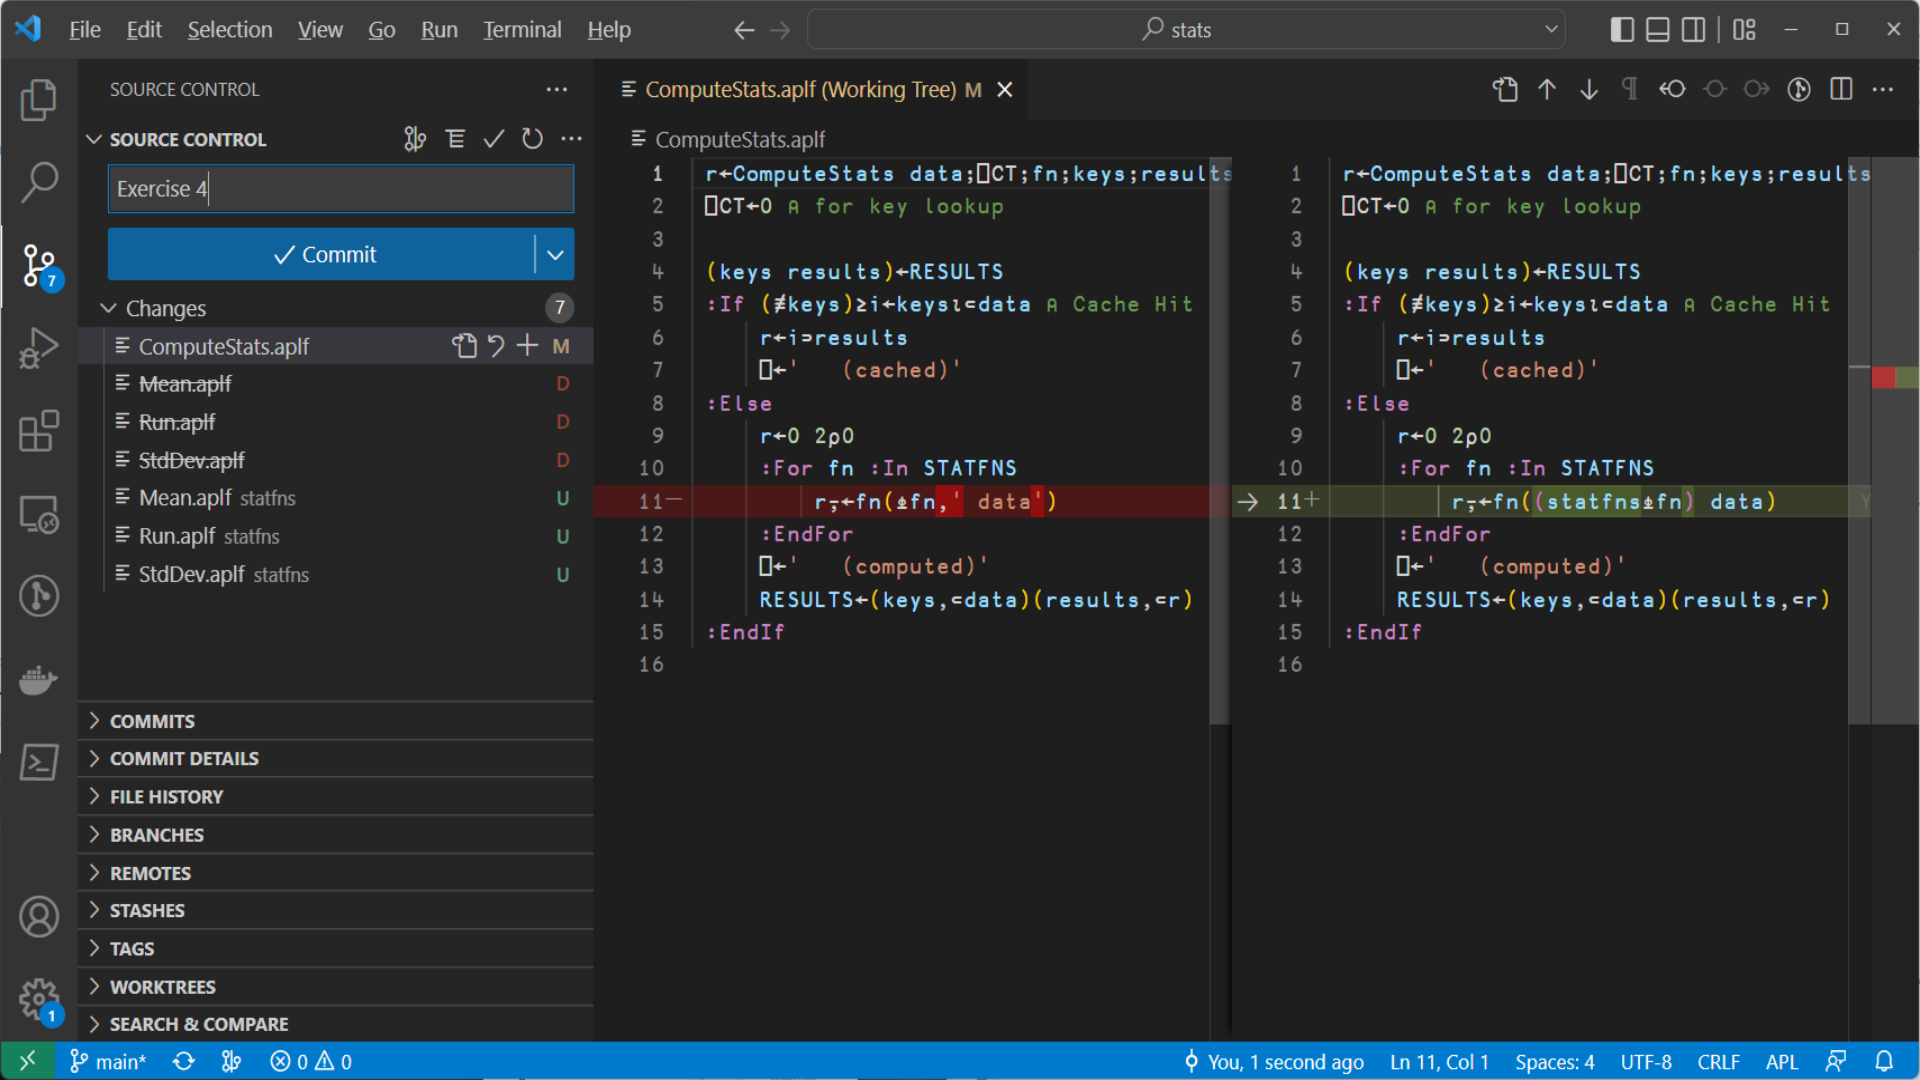 File Edit Selection View Go Run Terminal Help
stats
SOURCE CONTROL
SOURCE CONTROL
Exercise 4
Commit
Changes 7
ComputeStats.aplf M
Mean.aplf D
Run.aplf D
StdDev.aplf D
Mean.aplf statfns U
Run.aplf statfns U
StdDev.aplf statfns U
COMMITS
COMMIT DETAILS
FILE HISTORY
BRANCHES
REMOTES
STASHES
TAGS
WORKTREES
SEARCH & COMPARE
7
1
ComputeStats.aplf (Working Tree) M
ComputeStats.aplf
1 r←ComputeStats data;⎕CT;fn;keys;results
2 ⎕CT←0 ⍝ for key lookup
3
4 (keys results)←RESULTS
5 :If (≢keys)≥i←keys⍳⊂data ⍝ Cache Hit
6 r←i⊃results
7 ⎕←'   (cached)'
8 :Else
9 r←0 2⍴0
10 :For fn :In STATFNS
11− r⍪←fn(⍎fn,' data')
12 :EndFor
13 ⎕←'   (computed)'
14 RESULTS←(keys,⊂data)(results,⊂r)
15 :EndIf
16
1 r←ComputeStats data;⎕CT;fn;keys;results
2 ⎕CT←0 ⍝ for key lookup
3
4 (keys results)←RESULTS
5 :If (≢keys)≥i←keys⍳⊂data ⍝ Cache Hit
6 r←i⊃results
7 ⎕←'   (cached)'
8 :Else
9 r←0 2⍴0
10 :For fn :In STATFNS
11+ r⍪←fn((statfns⍎fn) data) Y
12 :EndFor
13 ⎕←'   (computed)'
14 RESULTS←(keys,⊂data)(results,⊂r)
15 :EndIf
16
main* 0 0 You, 1 second ago Ln 11, Col 1 Spaces: 4 UTF-8 CRLF APL